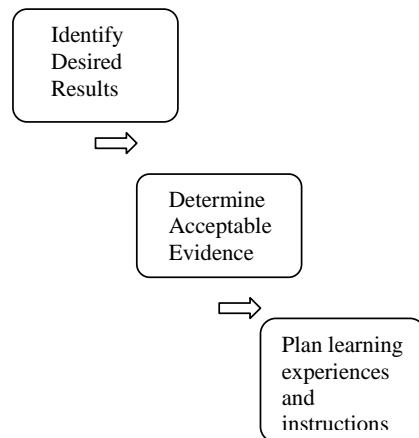 Identify
Desired
Results
Determine
Acceptable
Evidence
Plan learning
experiences
and
instructions